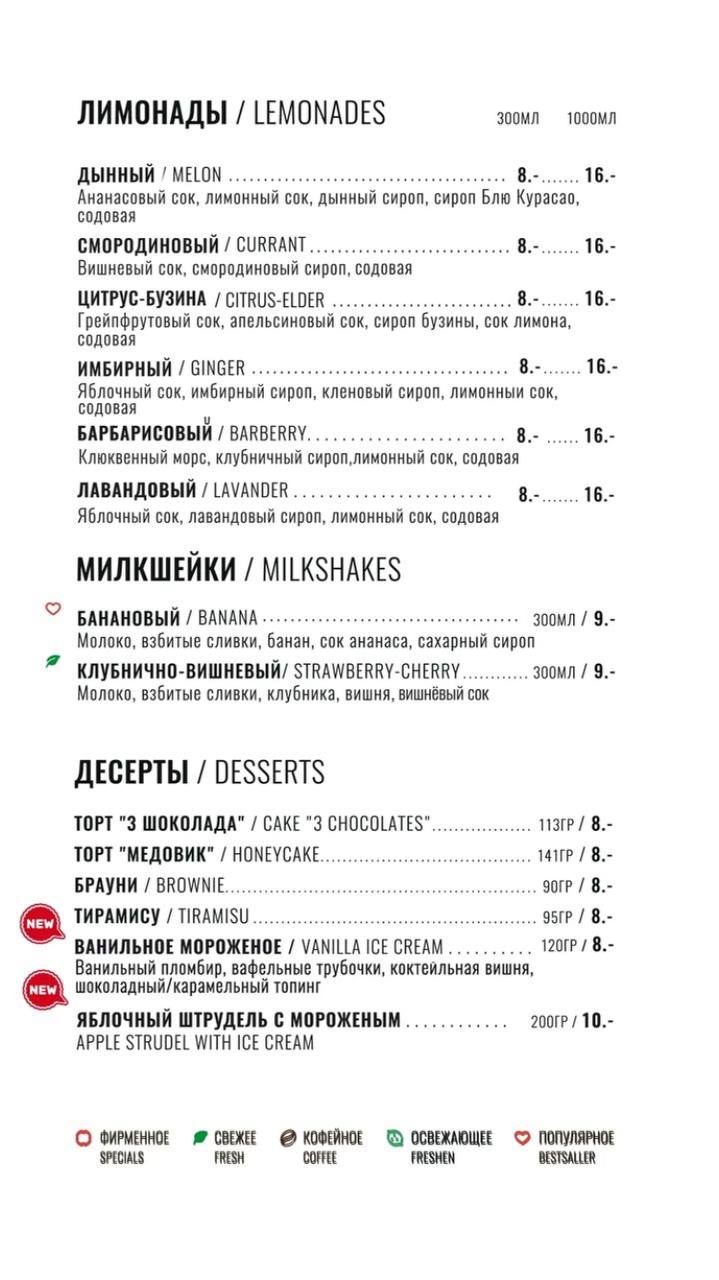 ЛИМОНАДЫ / LEMONADES 300МЛ 1000МЛ
ДЫННЫЙ / MELON ........................................ 8.-....... 16.-
Ананасовый сок, лимонный сок, дынный сироп, сироп Блю Курасао,
содовая
СМОРОДИНОВЫЙ / CURRANT............................. 8.-....... 16.-
Вишневый сок, смородиновый сироп, содовая
ЦИТРУС-БУЗИНА / CITRUS-ELDER .......................... 8.-....... 16.-
Грейпфрутовый сок, апельсиновый сок, сироп бузины, сок лимона,
содовая
ИМБИРНЫЙ / GINGER ..................................... 8.-....... 16.-
Яблочный сок, имбирный сироп, кленовый сироп, лимонныи сок,
содовая
БАРБАРИСОВЫЙ / BARBERRY............................ 8.- ...... 16.-
Клюквенный морс, клубничный сироп,лимонный сок, содовая
ЛАВАНДОВЫЙ / LAVANDER ......................... 8.-....... 16.-
Яблочный сок, лавандовый сироп, лимонный сок, содовая
МИЛКШЕЙКИ / MILKSHAKES
БАНАНОВЫЙ / BANANA ..................................... 300МЛ / 9.-
Молоко, взбитые сливки, банан, сок ананаса, сахарный сироп
КЛУБНИЧНО-ВИШНЕВЫЙ/ STRAWBERRY-CHERRY............ 300МЛ / 9.-
Молоко, взбитые сливки, клубника, вишня, вишнёвый сок
ДЕСЕРТЫ / DESSERTS
ТОРТ "3 ШОКОЛАДА" / CAKE "3 CHOCOLATES"................. 113ГР / 8.-
ТОРТ "МЕДОВИК" / HONEYCAKE................................... 141ГР / 8.-
БРАУНИ / BROWNIE.................................................... 90ГР / 8.-
NEW
ТИРАМИСУ / TIRAMISU ............................................... 95ГР / 8.-
ВАНИЛЬНОЕ МОРОЖЕНОЕ / VANILLA ICE CREAM .......... 120ГР / 8.-
Ванильный пломбир, вафельные трубочки, коктейльная вишня,
NEW
шоколадный/карамельный топинг
ЯБЛОЧНЫЙ ШТРУДЕЛЬ С МОРОЖЕНЫМ ............ 200ГР / 10.-
APPLE STRUDEL WITH ICE CREAM
ФИРМЕННОЕ СВЕЖЕЕ КОФЕЙНОЕ ОСВЕЖАЮЩЕЕ ПОПУЛЯРНОЕ
SPECIALS FRESH COFFEE FRESHEN BESTSALLER